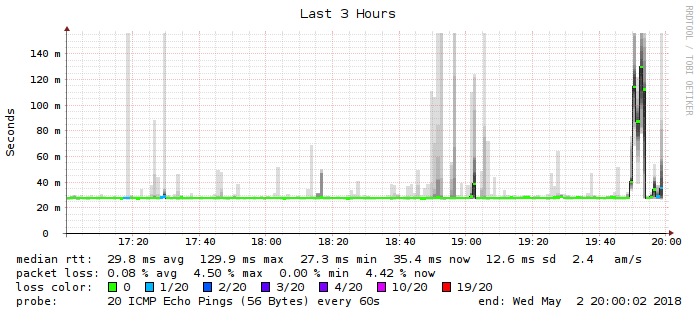 Last 3 Hours
RRDTOOL / TOBI OETIKER
Seconds
140 m
120 m
100 m
80 m
60 m
40 m
20 m
0
17:20 17:40 18:00 18:20 18:40 19:00 19:20 19:40 20:00
median rtt: 29.8 ms avg 129.9 ms max 27.3 ms min 35.4 ms now 12.6 ms sd 2.4 am/s
packet loss: 0.08 % avg 4.50 % max 0.00 % min 4.42 % now
loss color: 0 1/20 2/20 3/20 4/20 10/20 19/20
probe: 20 ICMP Echo Pings (56 Bytes) every 60s end: Wed May 2 20:00:02 2018